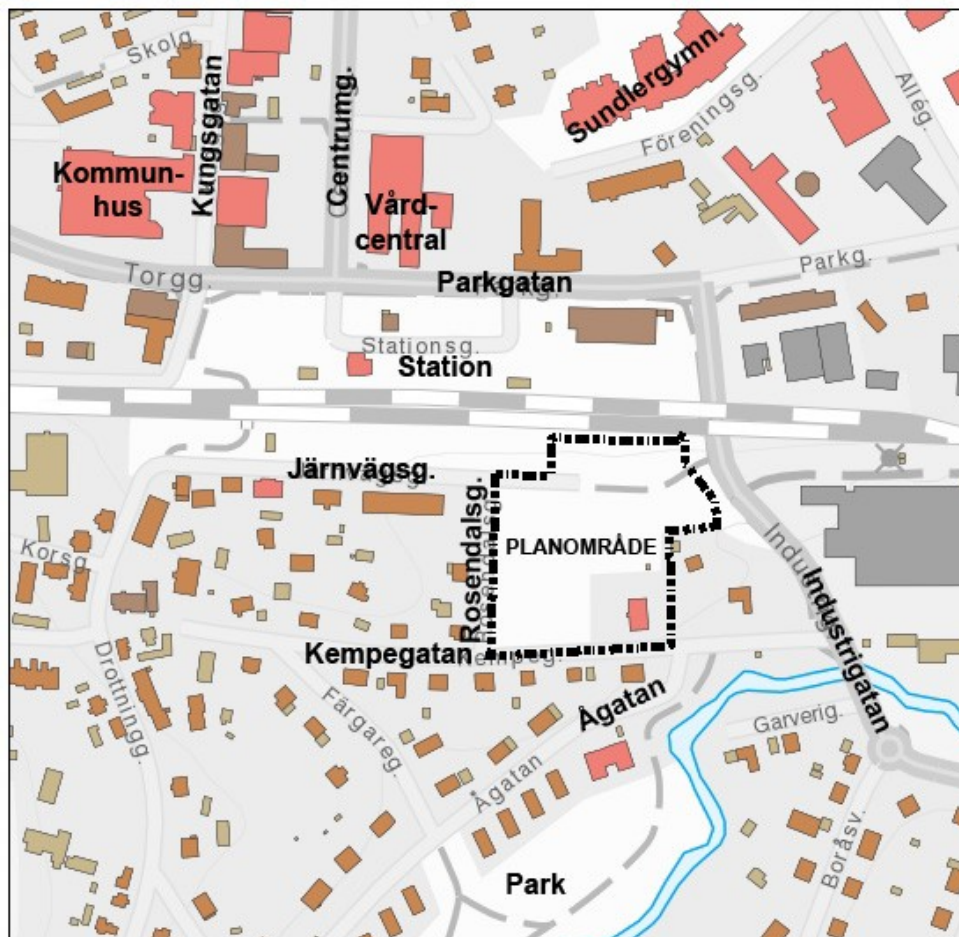 Skolg.
Kungsgatan
Centrumg.
Sundlergymn.
Föreningsg.
Allég.
Kommun-
hus
Vård-
central
Torgg.
Parkgatan
Parkg.
Stationsg.
Station
Järnvägsg.
Rosendalsg.
PLANOMRÅDE
Korsg.
Industrigatan
Kempegatan
Kempeg.
Drottningg.
Färgareg.
Ågatan
Ågatan
Garverig.
Boråsv.
Park